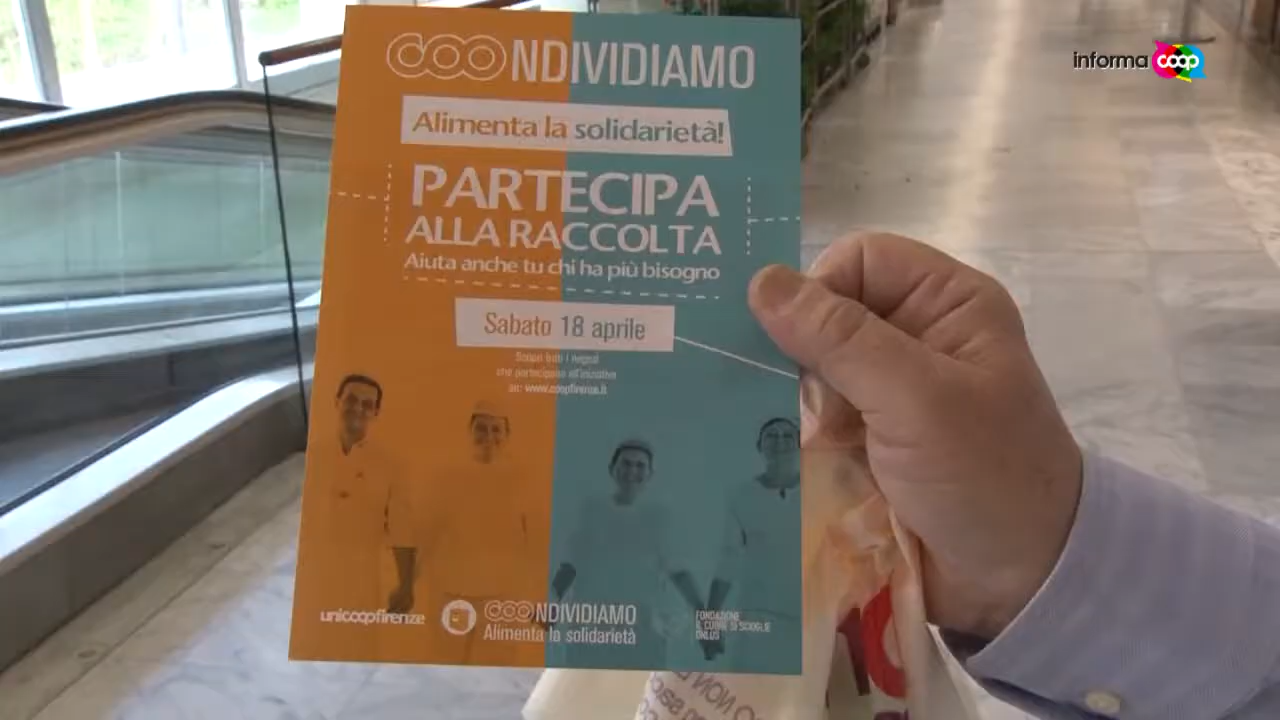 informa coop
COONDIVIDIAMO
Alimenta la solidarietà!
PARTECIPA
ALLA RACCOLTA
Aiuta anche tu chi ha più bisogno
Sabato 18 aprile
Scopri tutti i negozi
che partecipano all'iniziativa
su: www.coopfirenze.it
unicoopfirenze
COONDIVIDIAMO
Alimenta la solidarietà
FONDAZIONE
IL CUORE SI SCIOGLIE
ONLUS
NON